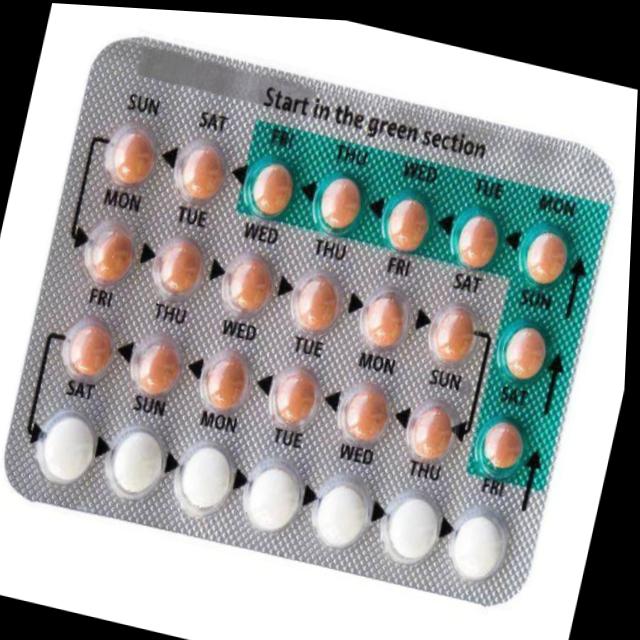 Start in the green section
SUN SAT FRI THU WED TUE MON
MON TUE WED THU FRI SAT SUN
FRI THU WED TUE MON SUN SAT
SAT SUN MON TUE WED THU FRI